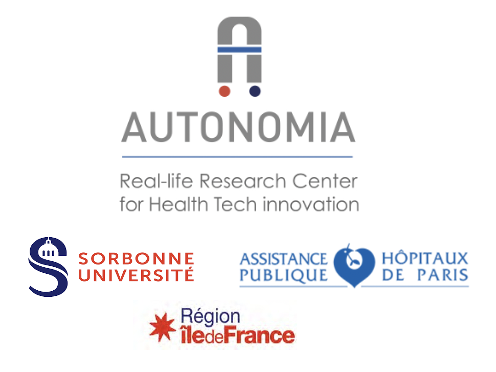 AUTONOMIA
Real-life Research Center
for Health Tech innovation
SORBONNE
UNIVERSITÉ
ASSISTANCE HÔPITAUX
PUBLIQUE DE PARIS
Région
îledeFrance